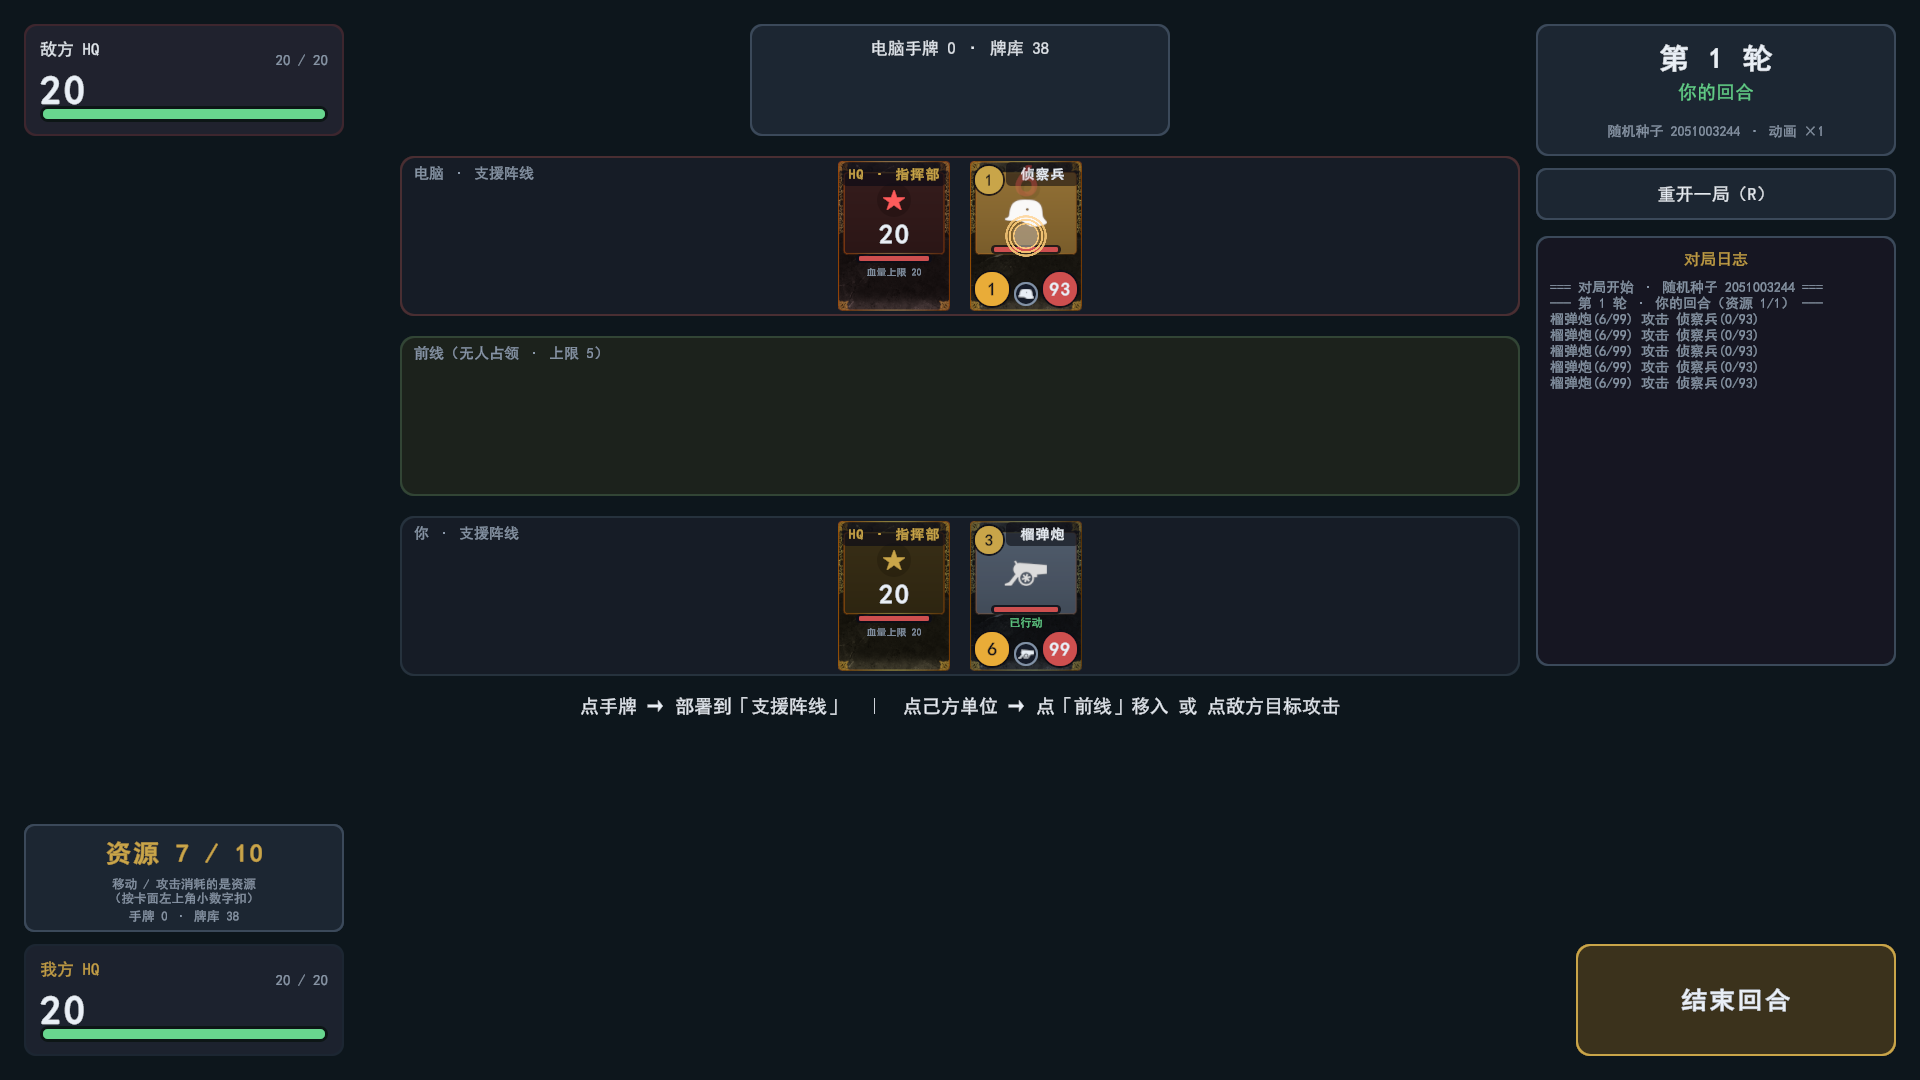 敌方 HQ
20 / 20
20
电脑手牌 0 · 牌库 38
第 1 轮
你的回合
随机种子 2051003244 · 动画 ×1
重开一局（R）
电脑 · 支援阵线
HQ · 指挥部
20
血量上限 20
1
侦察兵
1
93
对局日志
═══ 对局开始 · 随机种子 2051003244 ═══
── 第 1 轮 · 你的回合（资源 1/1） ──
榴弹炮(6/99) 攻击 侦察兵(0/93)
榴弹炮(6/99) 攻击 侦察兵(0/93)
榴弹炮(6/99) 攻击 侦察兵(0/93)
榴弹炮(6/99) 攻击 侦察兵(0/93)
榴弹炮(6/99) 攻击 侦察兵(0/93)
前线（无人占领 · 上限 5）
你 · 支援阵线
HQ · 指挥部
20
血量上限 20
3
榴弹炮
已行动
6
99
点手牌 → 部署到「支援阵线」 ｜ 点己方单位 → 点「前线」移入 或 点敌方目标攻击
资源 7 / 10
移动 / 攻击消耗的是资源
（按卡面左上角小数字扣）
手牌 0 · 牌库 38
我方 HQ
20 / 20
20
结束回合